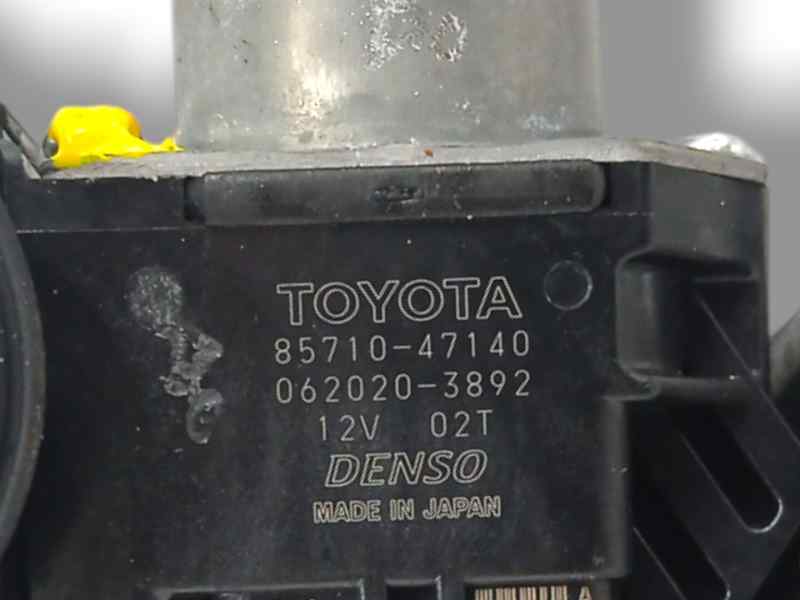 TOYOTA
85710-47140
062020-3892
12V 02T
DENSO
MADE IN JAPAN
A